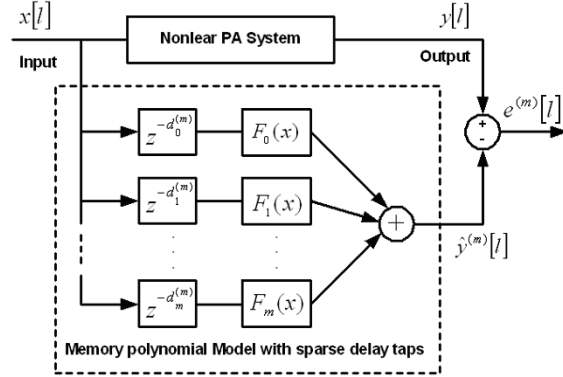 x[l] y[l]
Nonlear PA System
Input Output
e^{(m)}[l]
+
-
z^{-d_0^{(m)}} F_0(x)
z^{-d_1^{(m)}} F_1(x)
+
ŷ^{(m)}[l]
z^{-d_m^{(m)}} F_m(x)
Memory polynomial Model with sparse delay taps